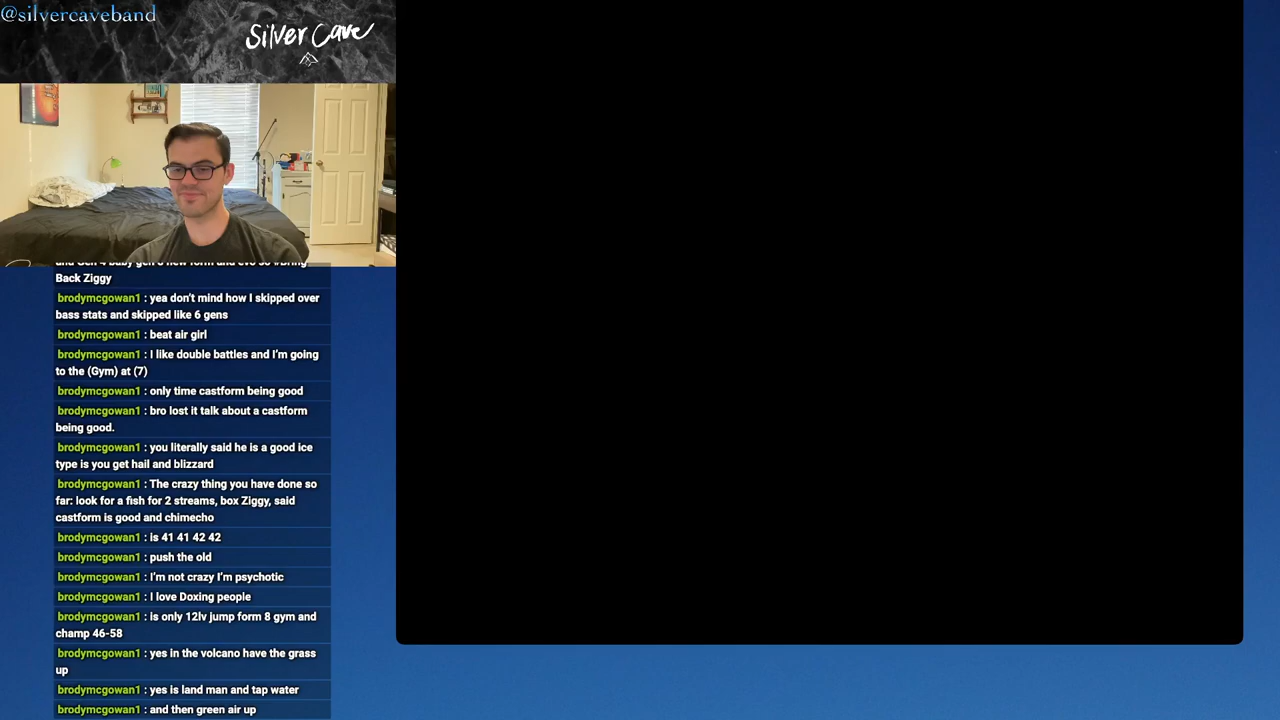 @silvercaveband
Silver Cave
Back Ziggy
brodymcgowan1 : yea don't mind how I skipped over
bass stats and skipped like 6 gens
brodymcgowan1 : beat air girl
brodymcgowan1 : I like double battles and I'm going
to the (Gym) at (7)
brodymcgowan1 : only time castform being good
brodymcgowan1 : bro lost it talk about a castform
being good.
brodymcgowan1 : you literally said he is a good ice
type is you get hail and blizzard
brodymcgowan1 : The crazy thing you have done so
far: look for a fish for 2 streams, box Ziggy, said
castform is good and chimecho
brodymcgowan1 : is 41 41 42 42
brodymcgowan1 : push the old
brodymcgowan1 : I'm not crazy I'm psychotic
brodymcgowan1 : I love Doxing people
brodymcgowan1 : is only 12lv jump form 8 gym and
champ 46-58
brodymcgowan1 : yes in the volcano have the grass
up
brodymcgowan1 : yes is land man and tap water
brodymcgowan1 : and then green air up